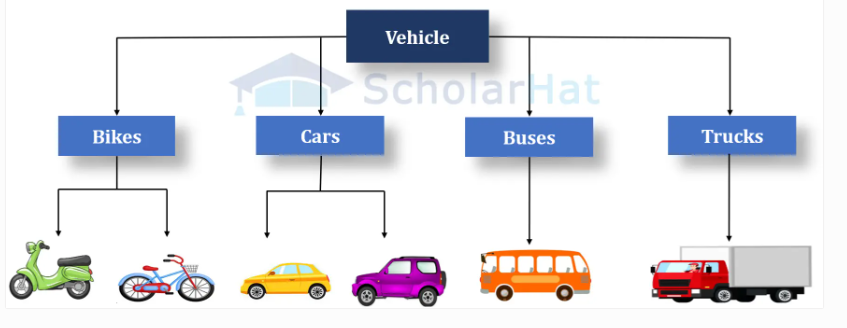 Vehicle
ScholarHat
Bikes
Cars
Buses
Trucks